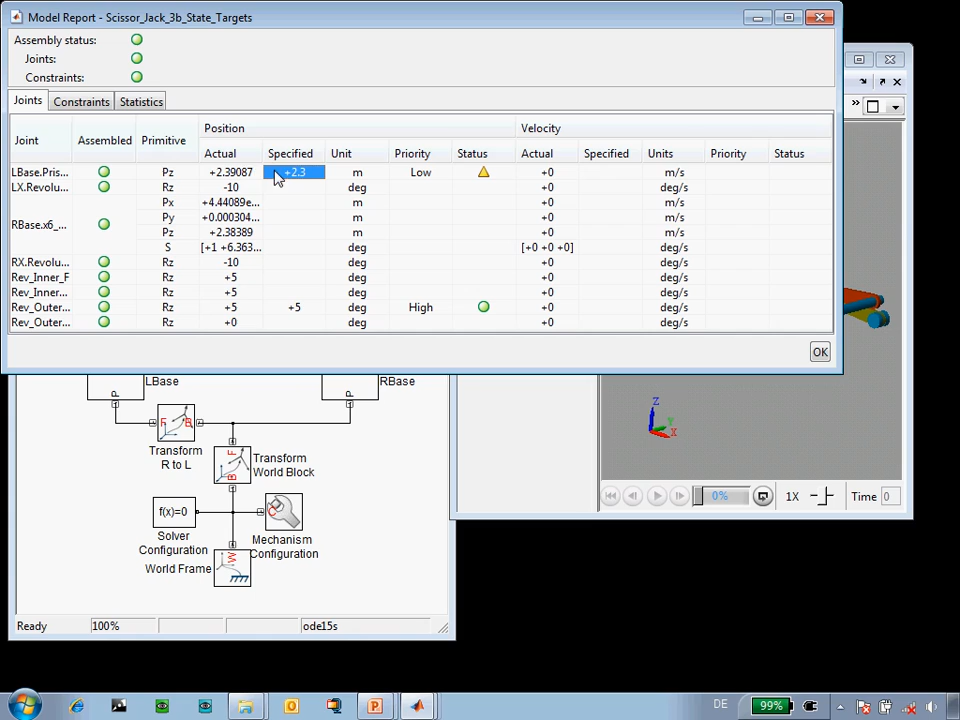 Model Report - Scissor_Jack_3b_State_Targets
Assembly status:
Joints:
Constraints:
Joints Constraints Statistics
Joint Assembled Primitive Position Velocity
Actual Specified Unit Priority Status Actual Specified Units Priority Status
LBase.Pris... Pz +2.39087 +2.3 m Low +0 m/s
LX.Revolu... Rz -10 deg +0 deg/s
Px +4.44089e... m +0 m/s
Py +0.000304... m +0 m/s
RBase.x6_...
Pz +2.38389 m +0 m/s
S [+1 +6.363... deg [+0 +0 +0] deg/s
RX.Revolu... Rz -10 deg +0 deg/s
Rev_Inner_F Rz +5 deg +0 deg/s
Rev_Inner... Rz +5 deg +0 deg/s
Rev_Outer... Rz +5 +5 deg High +0 deg/s
Rev_Outer... Rz +0 deg +0 deg/s
OK
LBase
RBase
P
P
F B
Transform
R to L
F
B
Transform
World Block
f(x)=0
Solver
Configuration
C
Mechanism
Configuration
World Frame
W
Z
Y
X
0% 1X Time 0
Ready 100% ode15s
DE 99%